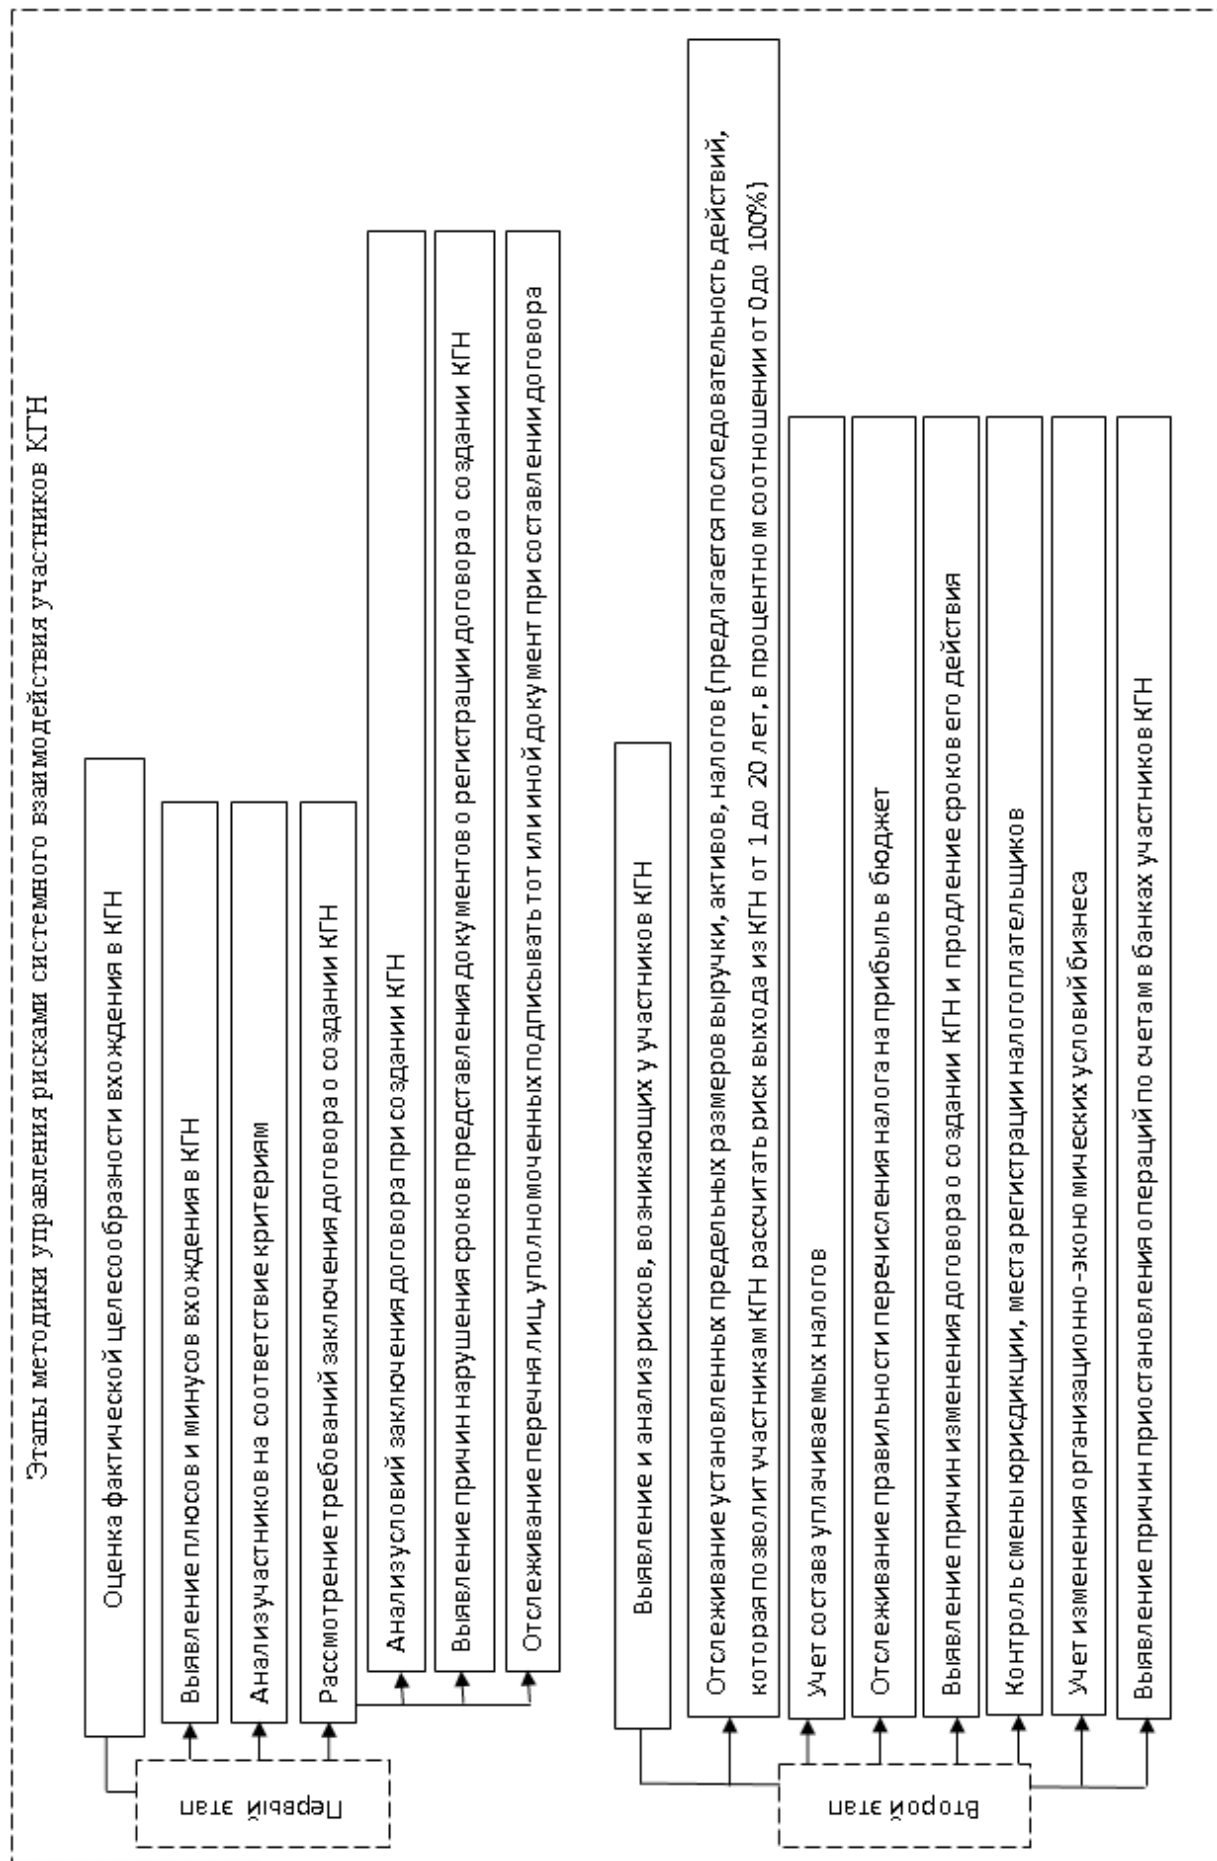 Этапы методики управления рисками системного взаимодействия участников КГН
Первый этап
Оценка фактической целесообразности вхождения в КГН
Выявление плюсов и минусов вхождения в КГН
Анализ участников на соответствие критериям
Рассмотрение требований заключения договора о создании КГН
Анализ условий заключения договора при создании КГН
Выявление причин нарушения сроков представления документов о регистрации договора о создании КГН
Отслеживание перечня лиц, уполномоченных подписывать тот или иной документ при составлении договора
Второй этап
Выявление и анализ рисков, возникающих у участников КГН
Отслеживание установленных предельных размеров выручки, активов, налогов (предлагается последовательность действий,
которая позволит участникам КГН рассчитать риск выхода из КГН от 1 до 20 лет, в процентном соотношении от 0 до 100%)
Учет состава уплачиваемых налогов
Отслеживание правильности перечисления налога на прибыль в бюджет
Выявление причин изменения договора о создании КГН и продление сроков его действия
Контроль смены юрисдикции, места регистрации налогоплательщиков
Учет изменения организационно-экономических условий бизнеса
Выявление причин приостановления операций по счетам в банках участников КГН